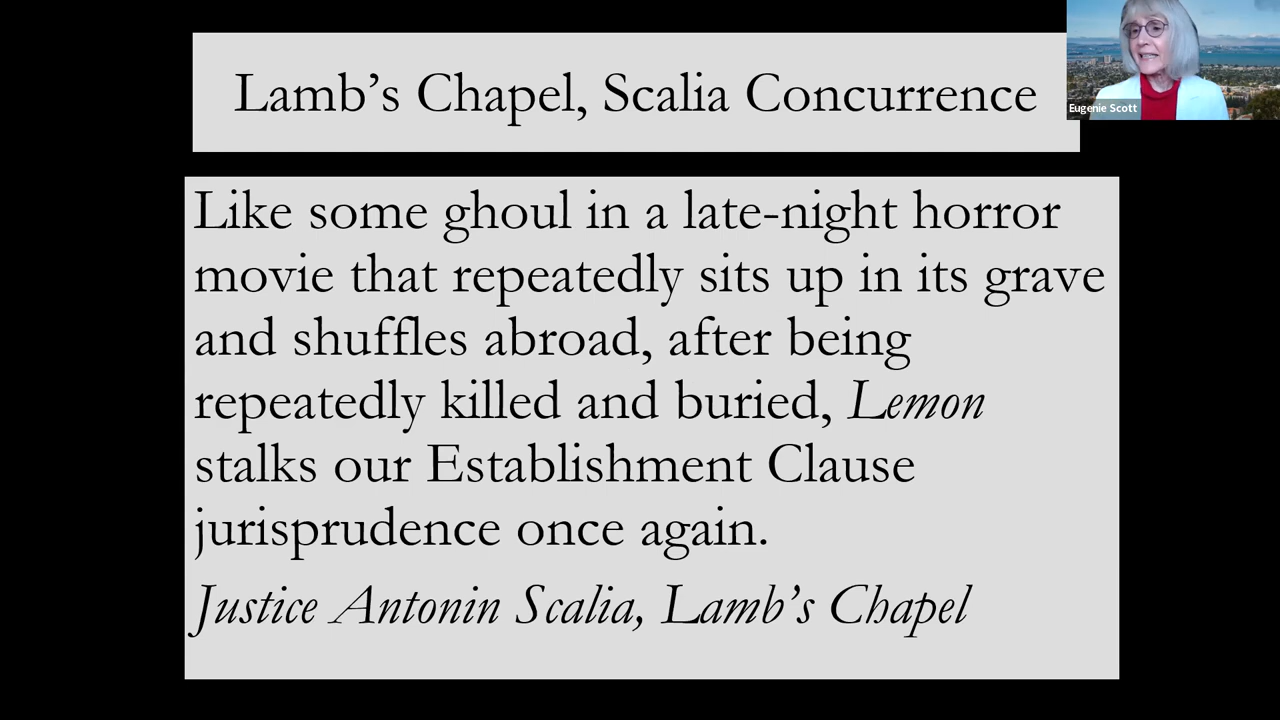 Lamb’s Chapel, Scalia Concurrence
Eugenie Scott
Like some ghoul in a late-night horror
movie that repeatedly sits up in its grave
and shuffles abroad, after being
repeatedly killed and buried, Lemon
stalks our Establishment Clause
jurisprudence once again.
Justice Antonin Scalia, Lamb’s Chapel